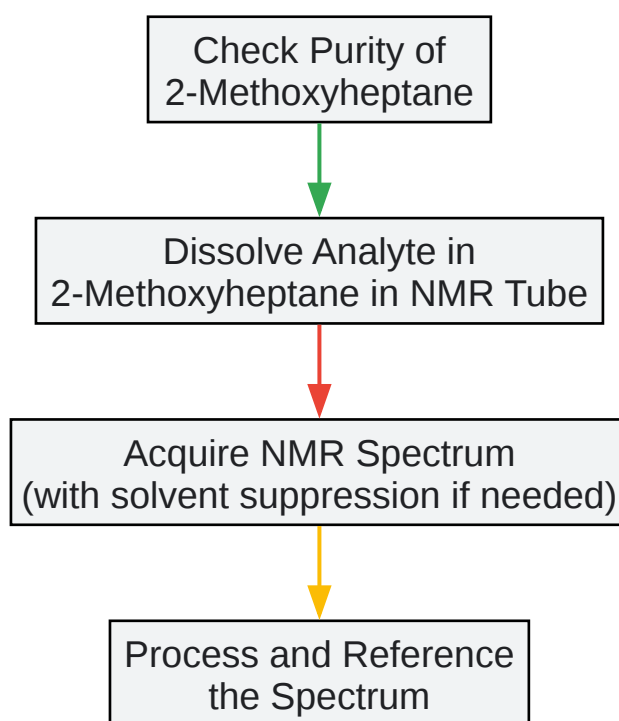 Check Purity of
2-Methoxyheptane
Dissolve Analyte in
2-Methoxyheptane in NMR Tube
Acquire NMR Spectrum
(with solvent suppression if needed)
Process and Reference
the Spectrum